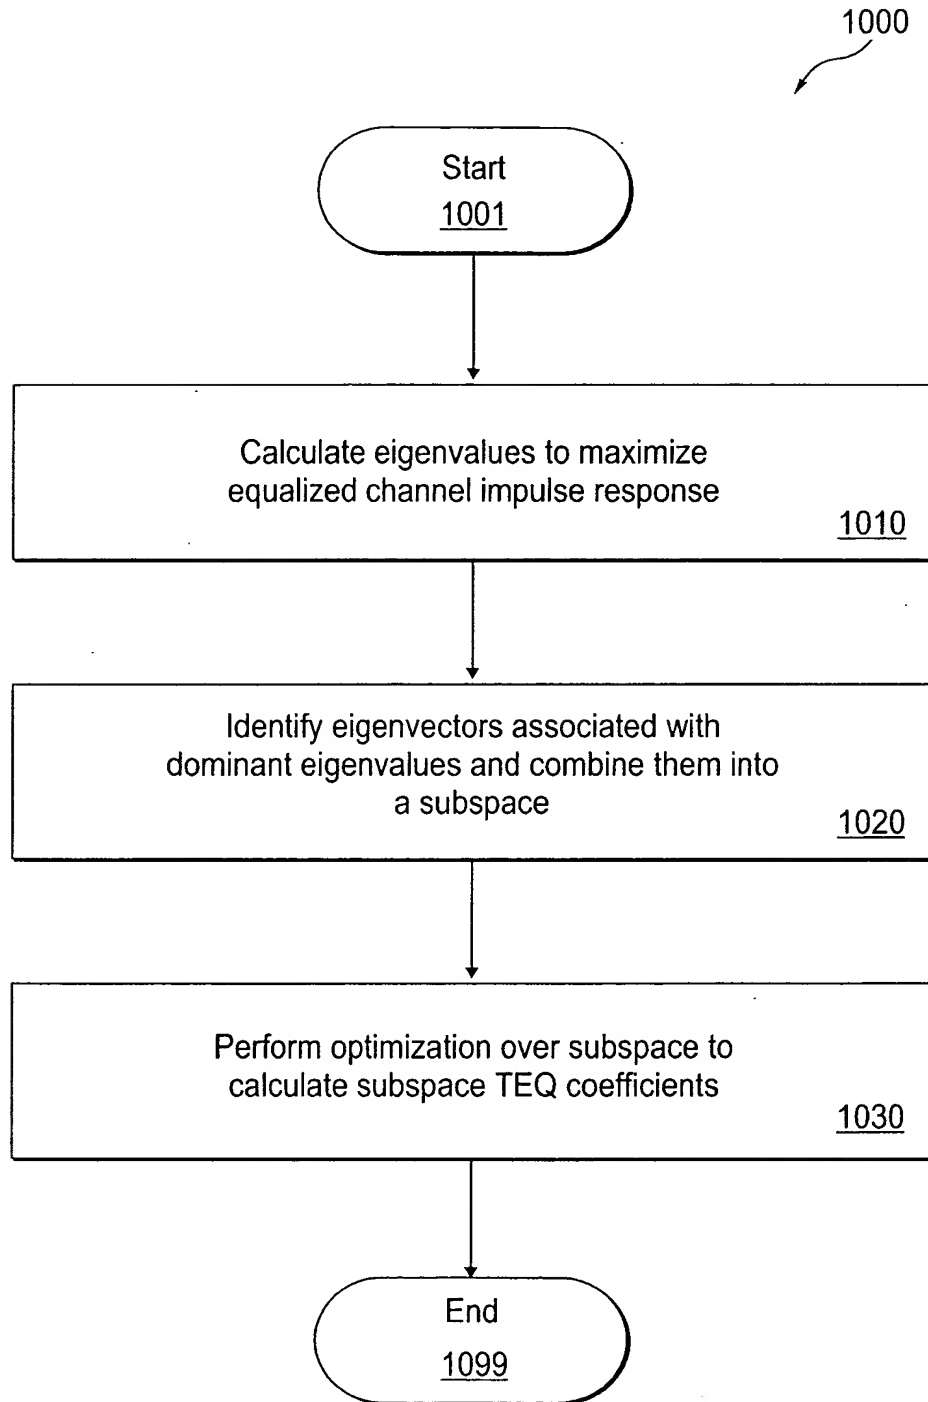 1000
Start
1001
Calculate eigenvalues to maximize
equalized channel impulse response
1010
Identify eigenvectors associated with
dominant eigenvalues and combine them into
a subspace
1020
Perform optimization over subspace to
calculate subspace TEQ coefficients
1030
End
1099